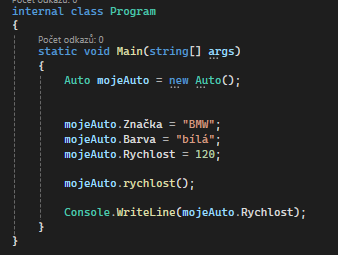 Počet odkazů: 0
internal class Program
{
Počet odkazů: 0
static void Main(string[] args)
{
Auto mojeAuto = new Auto();
mojeAuto.Značka = "BMW";
mojeAuto.Barva = "bílá";
mojeAuto.Rychlost = 120;
mojeAuto.rychlost();
Console.WriteLine(mojeAuto.Rychlost);
}
}